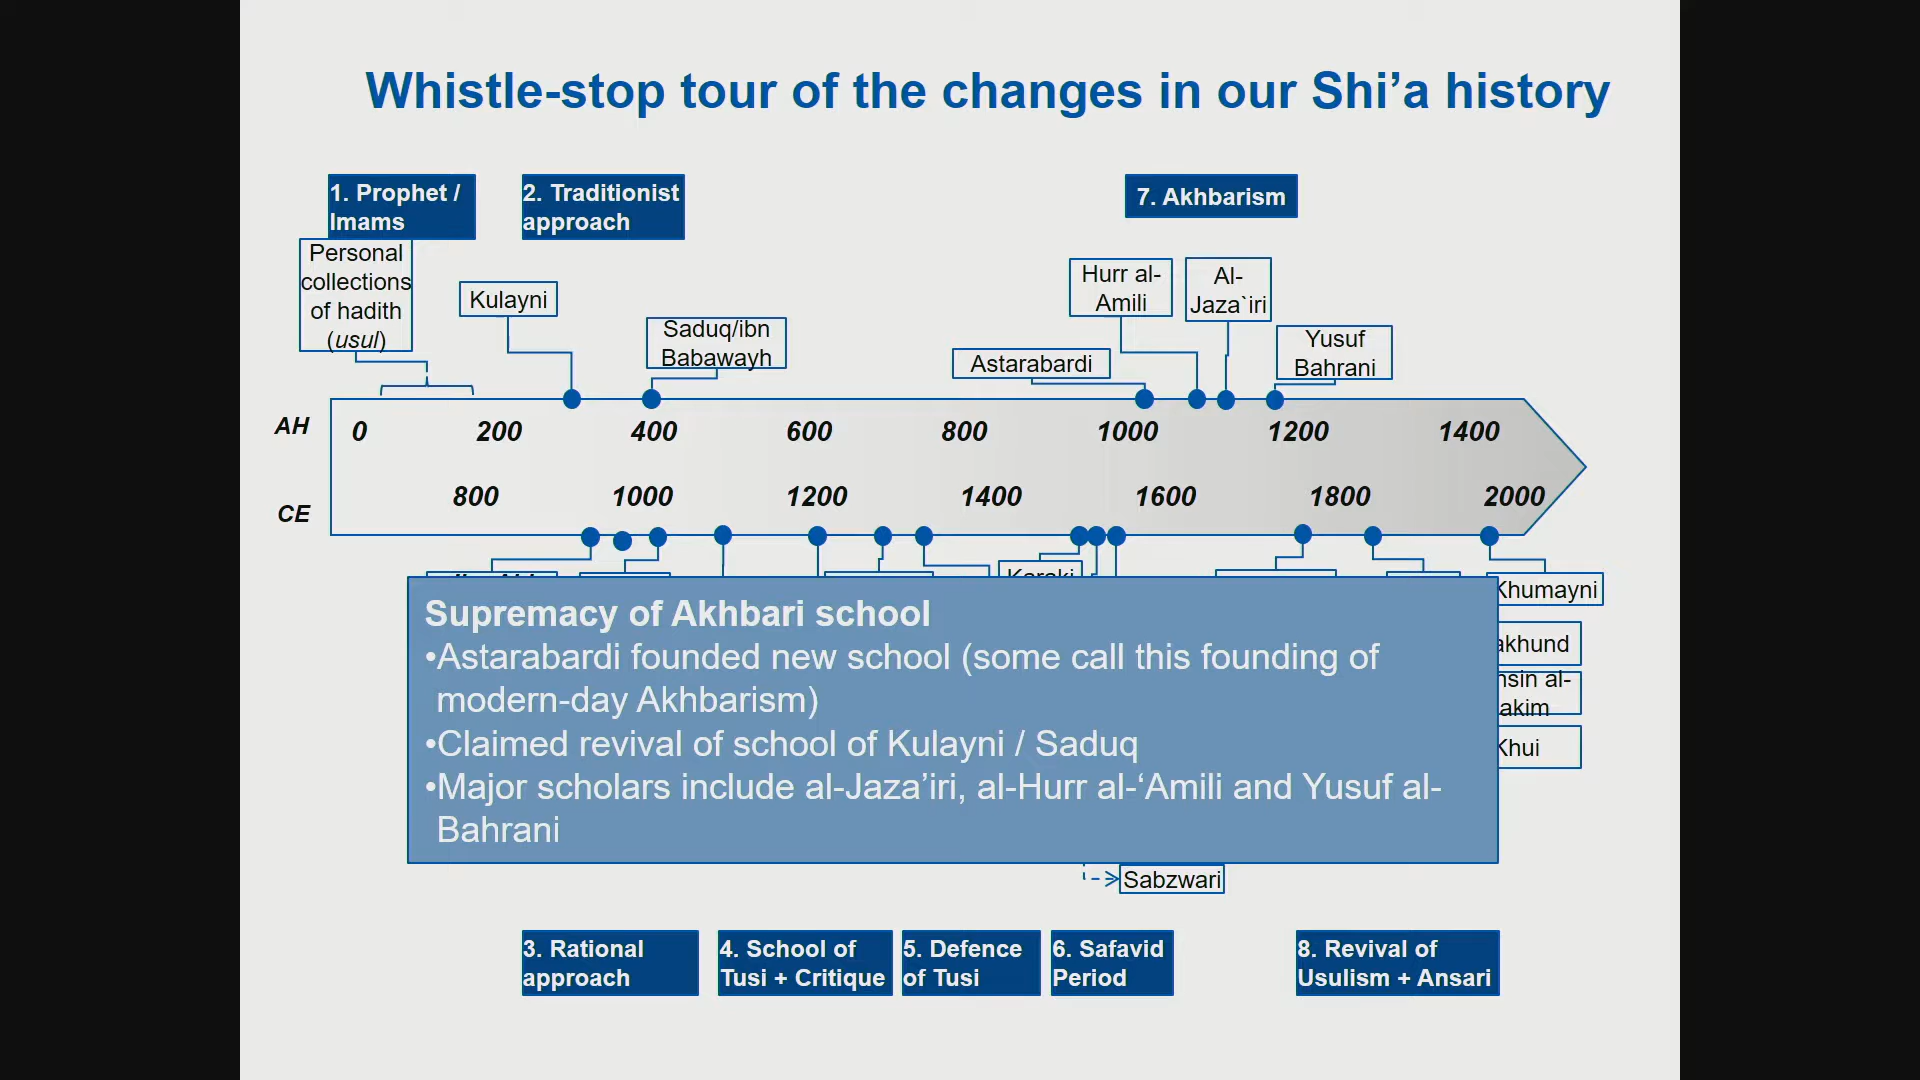 Whistle-stop tour of the changes in our Shi’a history
1. Prophet /
Imams
2. Traditionist
approach
7. Akhbarism
Personal
collections
of hadith
(usul)
Kulayni
Saduq/ibn
Babawayh
Astarabardi
Hurr al-
Amili
Al-
Jaza`iri
Yusuf
Bahrani
AH
0 200 400 600 800 1000 1200 1400
800 1000 1200 1400 1600 1800 2000
CE
Karaki
Khumayni
akhund
nsin al-
akim
Khui
Supremacy of Akhbari school
•Astarabardi founded new school (some call this founding of
modern-day Akhbarism)
•Claimed revival of school of Kulayni / Saduq
•Major scholars include al-Jaza’iri, al-Hurr al-‘Amili and Yusuf al-
Bahrani
Sabzwari
3. Rational
approach
4. School of
Tusi + Critique
5. Defence
of Tusi
6. Safavid
Period
8. Revival of
Usulism + Ansari